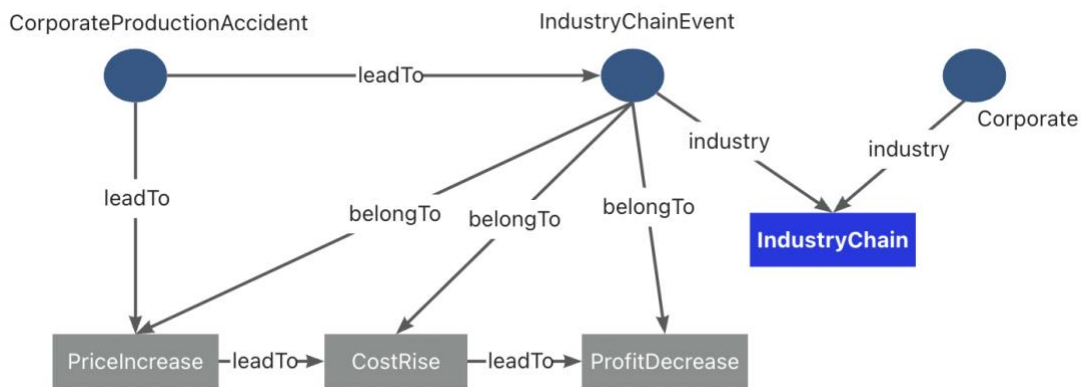 IndustryChainEvent
CorporateProductionAccident
leadTo
Corporate
industry
industry
leadTo
belongTo
belongTo
belongTo
IndustryChain
PriceIncrease
leadTo
CostRise
leadTo
ProfitDecrease